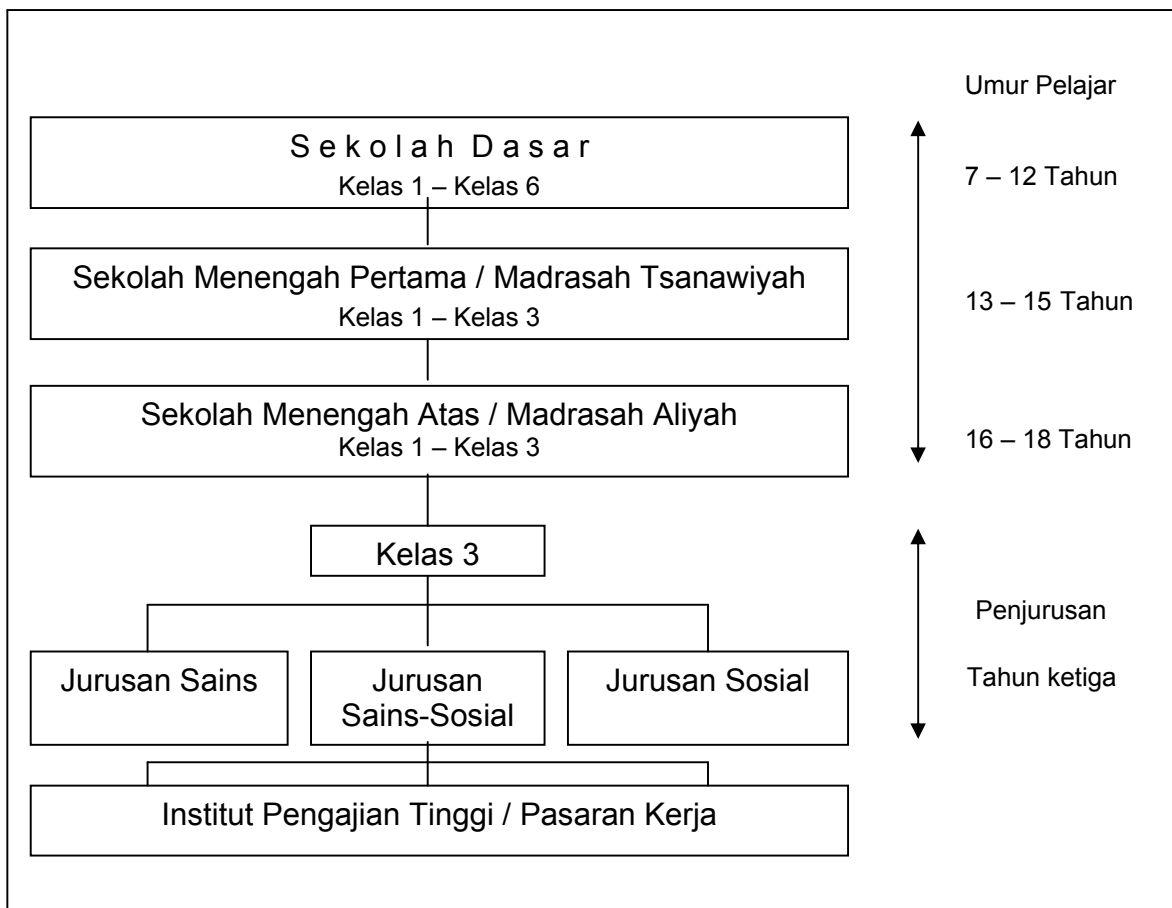 Umur Pelajar
S e k o l a h D a s a r
Kelas 1 – Kelas 6
7 – 12 Tahun
Sekolah Menengah Pertama / Madrasah Tsanawiyah
Kelas 1 – Kelas 3
13 – 15 Tahun
Sekolah Menengah Atas / Madrasah Aliyah
Kelas 1 – Kelas 3
16 – 18 Tahun
Kelas 3
Penjurusan
Tahun ketiga
Jurusan Sains
Jurusan
Sains-Sosial
Jurusan Sosial
Institut Pengajian Tinggi / Pasaran Kerja